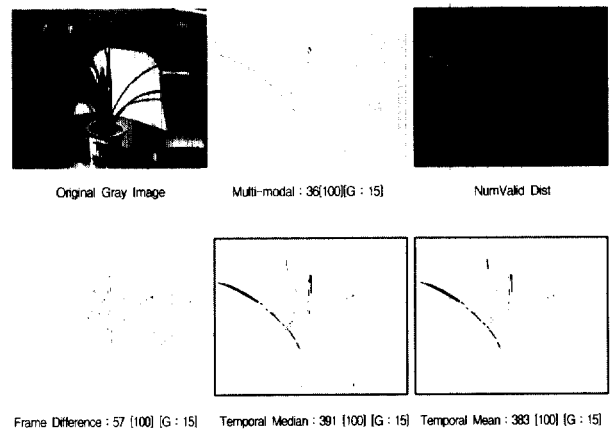 Original Gray Image
Multi-modal : 36[100][G : 15]
NumValid Dist
Frame Difference : 57 [100] [G : 15]
Temporal Median : 391 [100] [G : 15]
Temporal Mean : 383 [100] [G : 15]